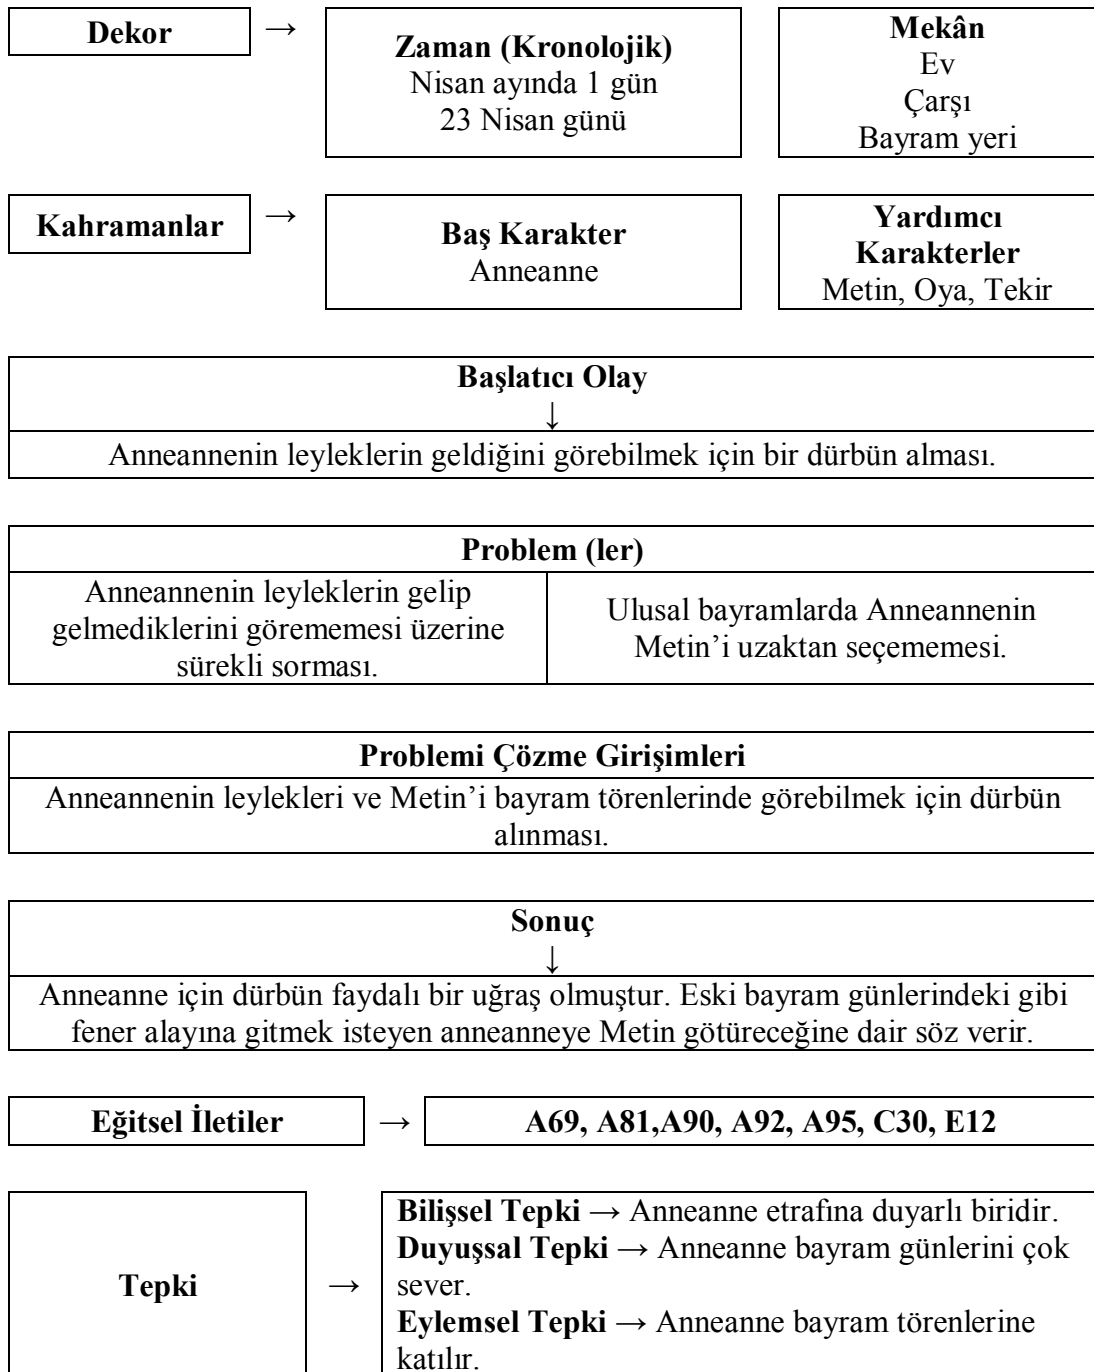 Dekor →
Zaman (Kronolojik)
Nisan ayında 1 gün
23 Nisan günü
Mekân
Ev
Çarşı
Bayram yeri
Kahramanlar →
Baş Karakter
Anneanne
Yardımcı
Karakterler
Metin, Oya, Tekir
Başlatıcı Olay
↓
Anneannenin leyleklerin geldiğini görebilmek için bir dürbün alması.
Problem (ler)
Anneannenin leyleklerin gelip
gelmediklerini görememesi üzerine
sürekli sorması.
Ulusal bayramlarda Anneannenin
Metin’i uzaktan seçememesi.
Problemi Çözme Girişimleri
Anneannenin leylekleri ve Metin’i bayram törenlerinde görebilmek için dürbün
alınması.
Sonuç
↓
Anneanne için dürbün faydalı bir uğraş olmuştur. Eski bayram günlerindeki gibi
fener alayına gitmek isteyen anneanneye Metin götüreceğine dair söz verir.
Eğitsel İletiler → A69, A81,A90, A92, A95, C30, E12
Tepki →
Bilişsel Tepki → Anneanne etrafına duyarlı biridir.
Duyuşsal Tepki → Anneanne bayram günlerini çok
sever.
Eylemsel Tepki → Anneanne bayram törenlerine
katılır.